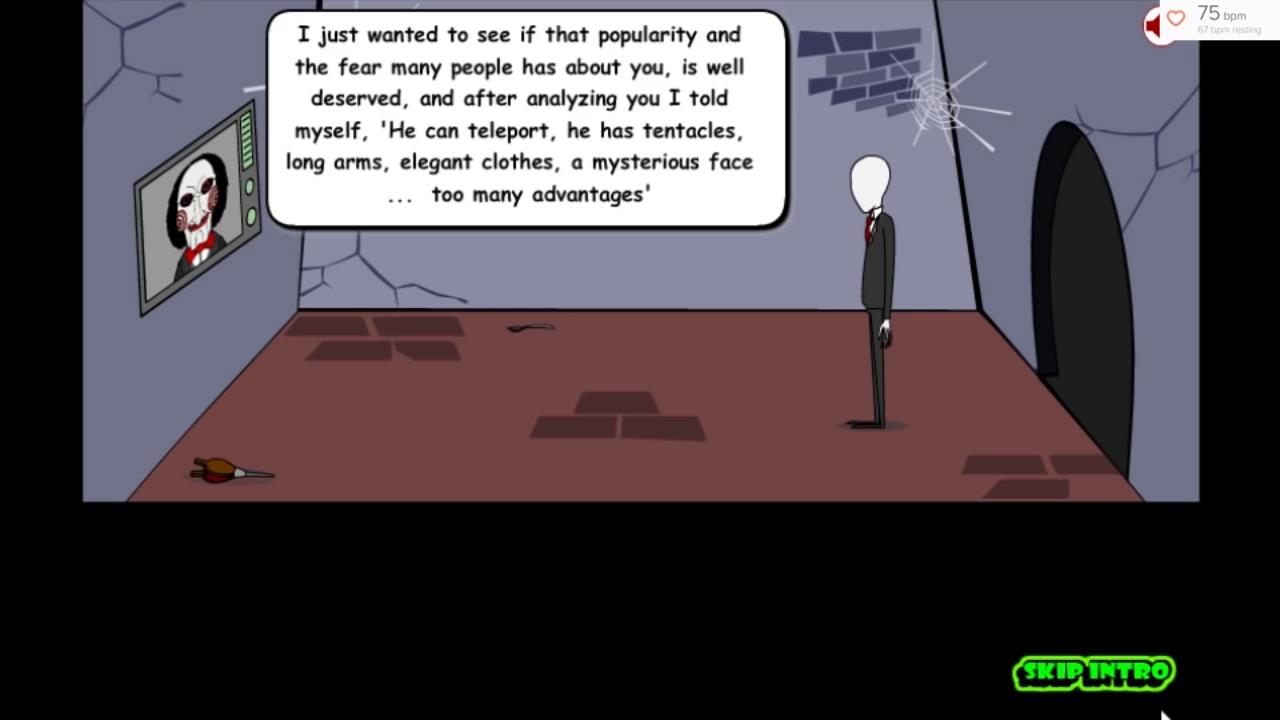 I just wanted to see if that popularity and
the fear many people has about you, is well
deserved, and after analyzing you I told
myself, 'He can teleport, he has tentacles,
long arms, elegant clothes, a mysterious face
... too many advantages'
75 bpm
67 bpm resting
SKIP INTRO